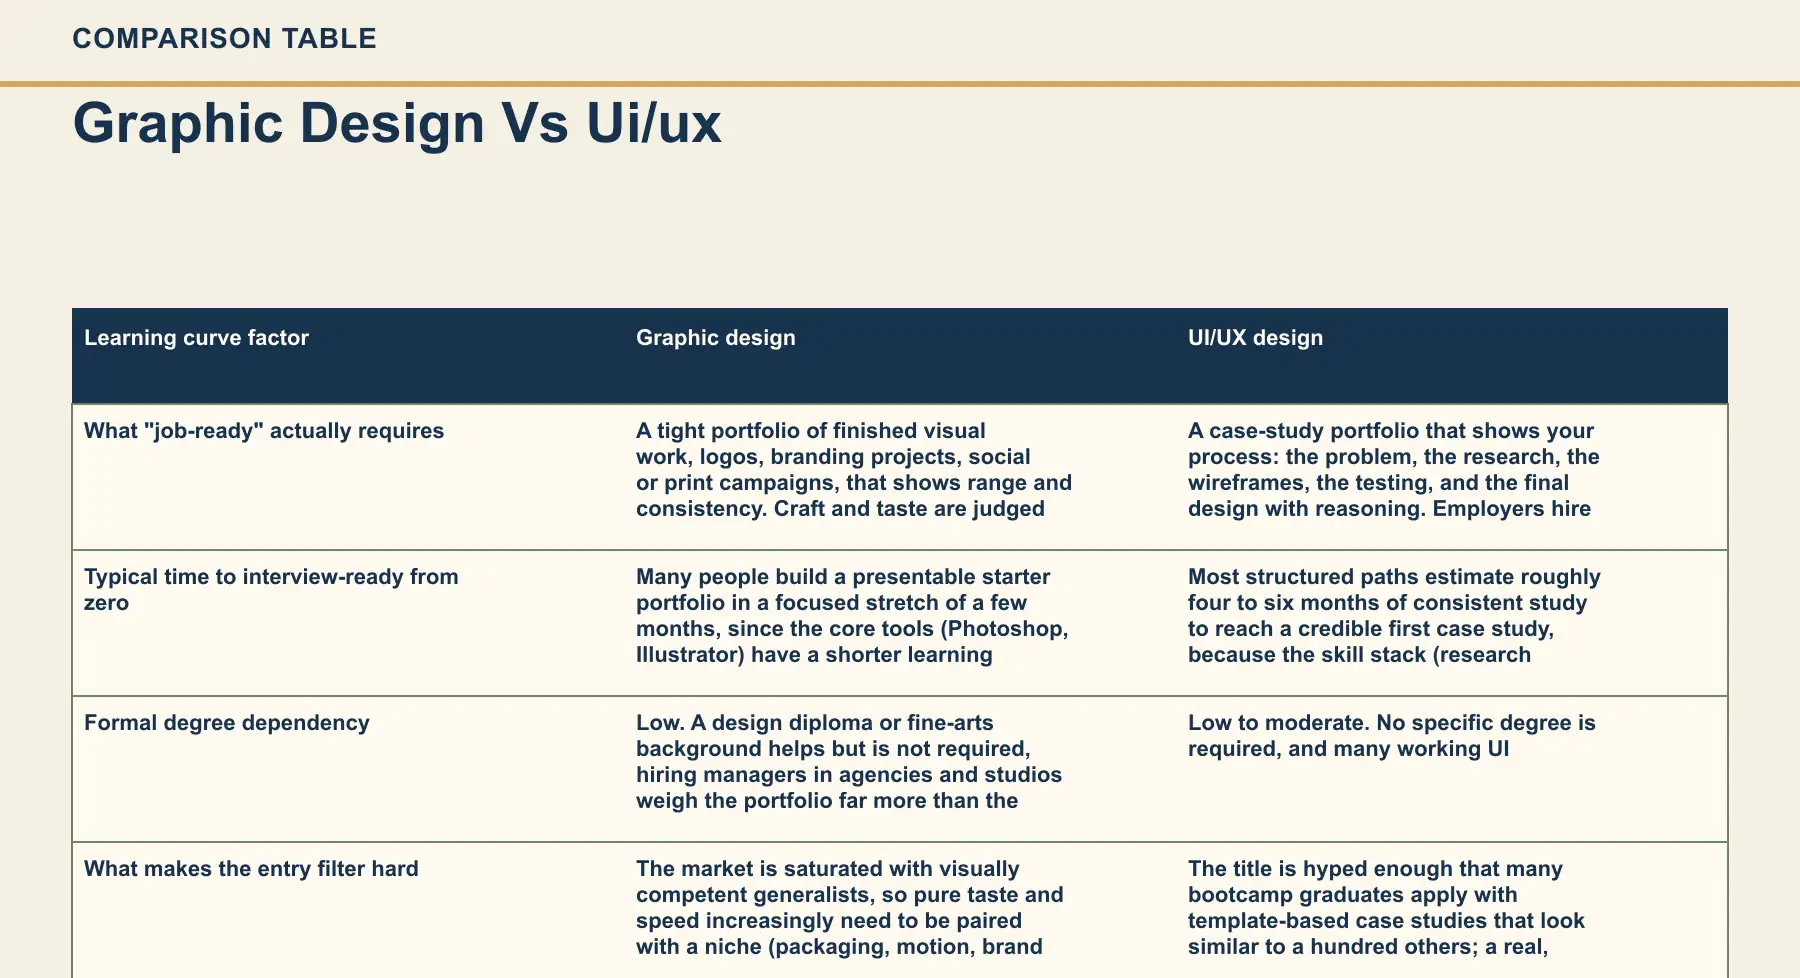 COMPARISON TABLE
Graphic Design Vs Ui/ux
Learning curve factor
Graphic design
UI/UX design
What "job-ready" actually requires
A tight portfolio of finished visual
work, logos, branding projects, social
or print campaigns, that shows range and
consistency. Craft and taste are judged
A case-study portfolio that shows your
process: the problem, the research, the
wireframes, the testing, and the final
design with reasoning. Employers hire
Typical time to interview-ready from
zero
Many people build a presentable starter
portfolio in a focused stretch of a few
months, since the core tools (Photoshop,
Illustrator) have a shorter learning
Most structured paths estimate roughly
four to six months of consistent study
to reach a credible first case study,
because the skill stack (research
Formal degree dependency
Low. A design diploma or fine-arts
background helps but is not required,
hiring managers in agencies and studios
weigh the portfolio far more than the
Low to moderate. No specific degree is
required, and many working UI
What makes the entry filter hard
The market is saturated with visually
competent generalists, so pure taste and
speed increasingly need to be paired
with a niche (packaging, motion, brand
The title is hyped enough that many
bootcamp graduates apply with
template-based case studies that look
similar to a hundred others; a real,